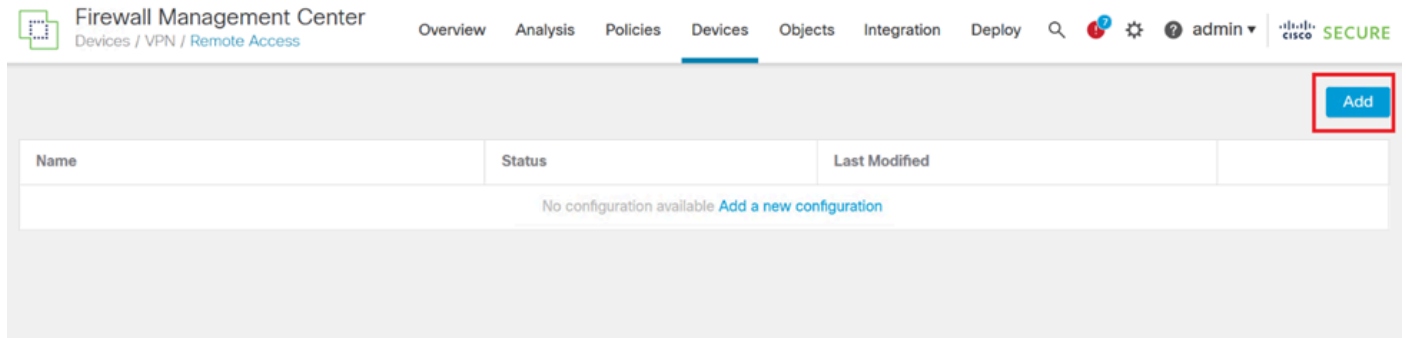 Firewall Management Center
Devices / VPN / Remote Access
Overview Analysis Policies Devices Objects Integration Deploy 7 ? admin cisco SECURE
Add
Name Status Last Modified
No configuration available Add a new configuration